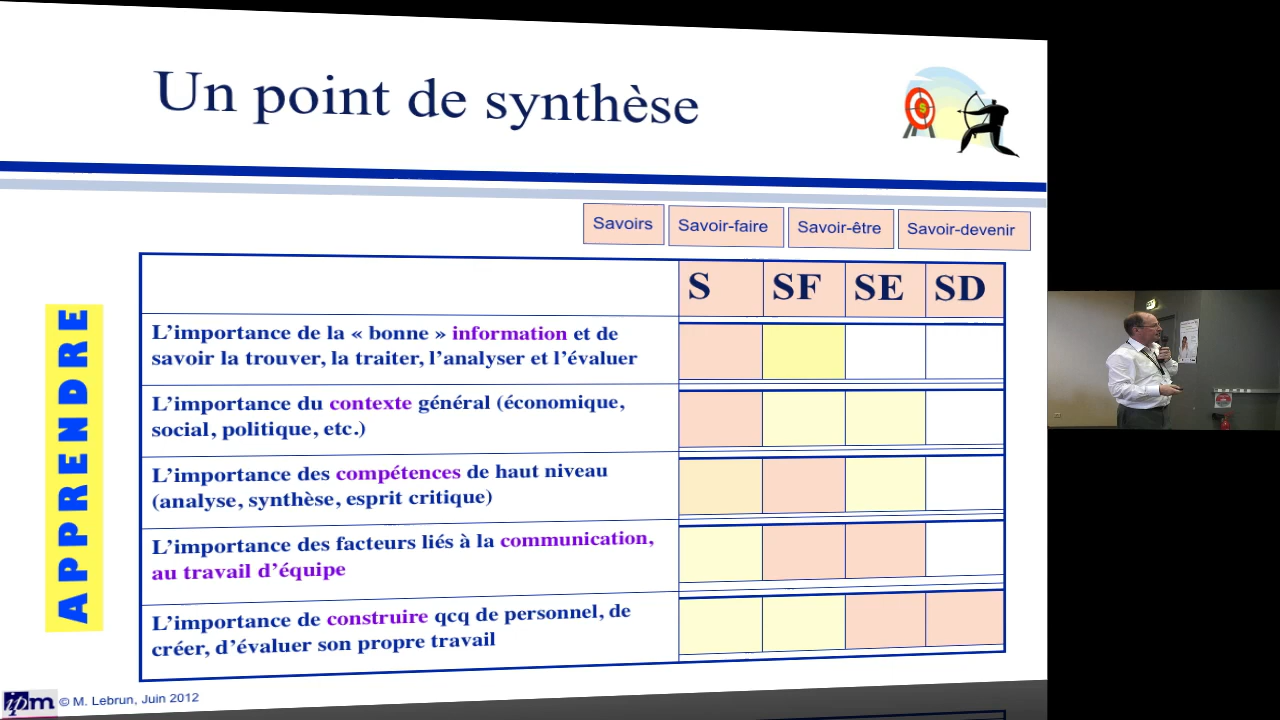 Un point de synthèse
Savoirs
Savoir-faire
Savoir-être
Savoir-devenir
S
SF
SE
SD
APPRENDRE
L'importance de la « bonne » information et de
savoir la trouver, la traiter, l'analyser et l'évaluer
L'importance du contexte général (économique,
social, politique, etc.)
L'importance des compétences de haut niveau
(analyse, synthèse, esprit critique)
L'importance des facteurs liés à la communication,
au travail d'équipe
L'importance de construire qcq de personnel, de
créer, d'évaluer son propre travail
ipm
© M. Lebrun, Juin 2012